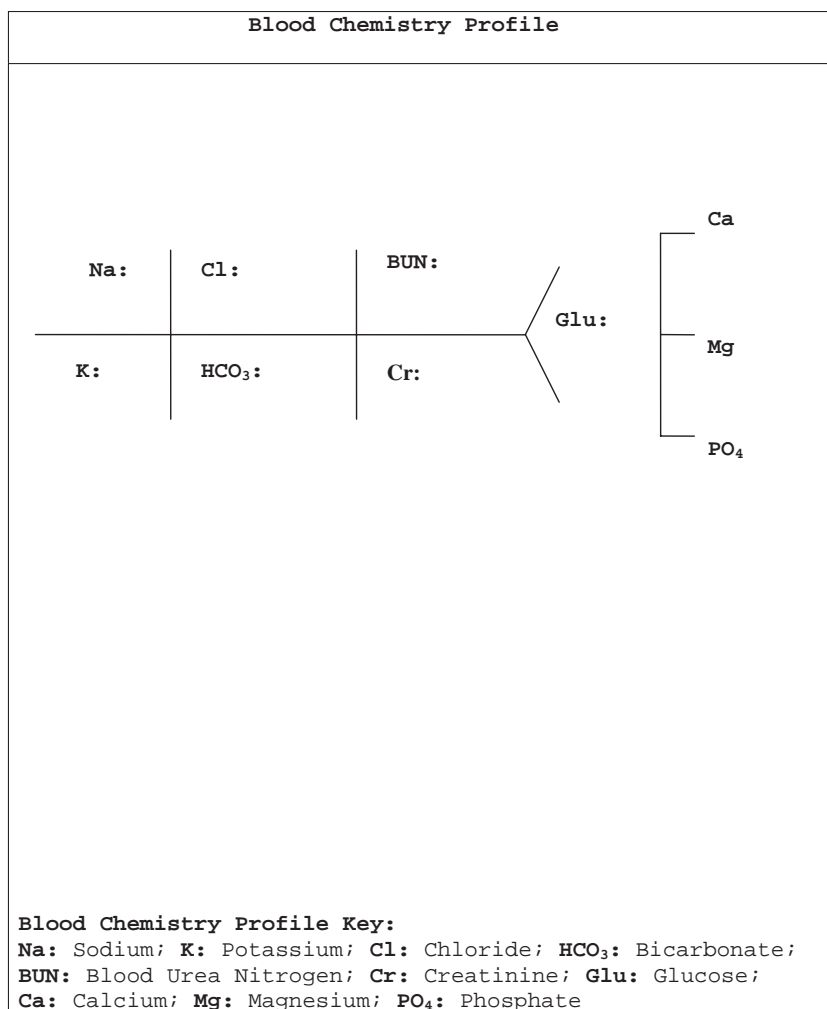 Blood Chemistry Profile
Ca
Na: Cl: BUN:
Glu:
Mg
K: HCO₃: Cr:
PO₄
Blood Chemistry Profile Key:
Na: Sodium; K: Potassium; Cl: Chloride; HCO₃: Bicarbonate;
BUN: Blood Urea Nitrogen; Cr: Creatinine; Glu: Glucose;
Ca: Calcium; Mg: Magnesium; PO₄: Phosphate